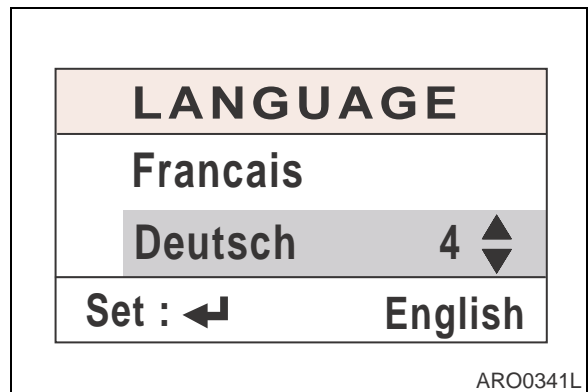 LANGUAGE
Francais
Deutsch 4
Set : English
ARO0341L